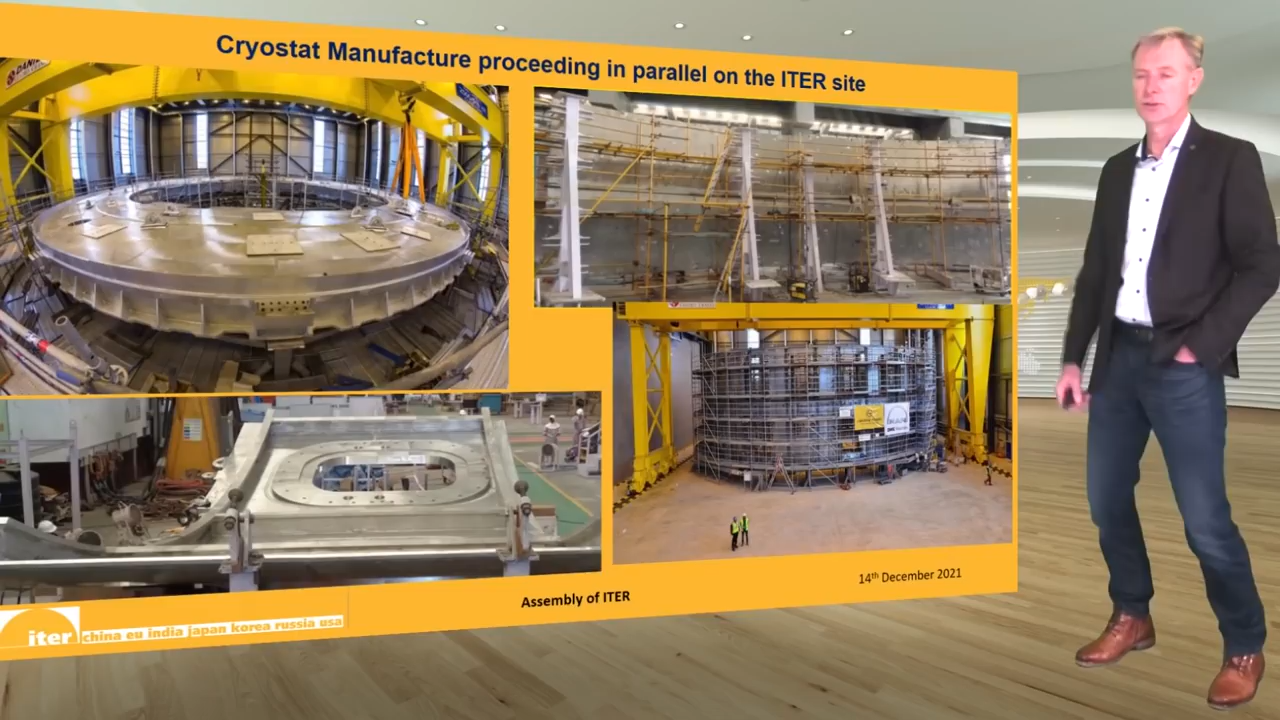 Cryostat Manufacture proceeding in parallel on the ITER site
Assembly of ITER
14th December 2021
iter
china eu india japan korea russia usa